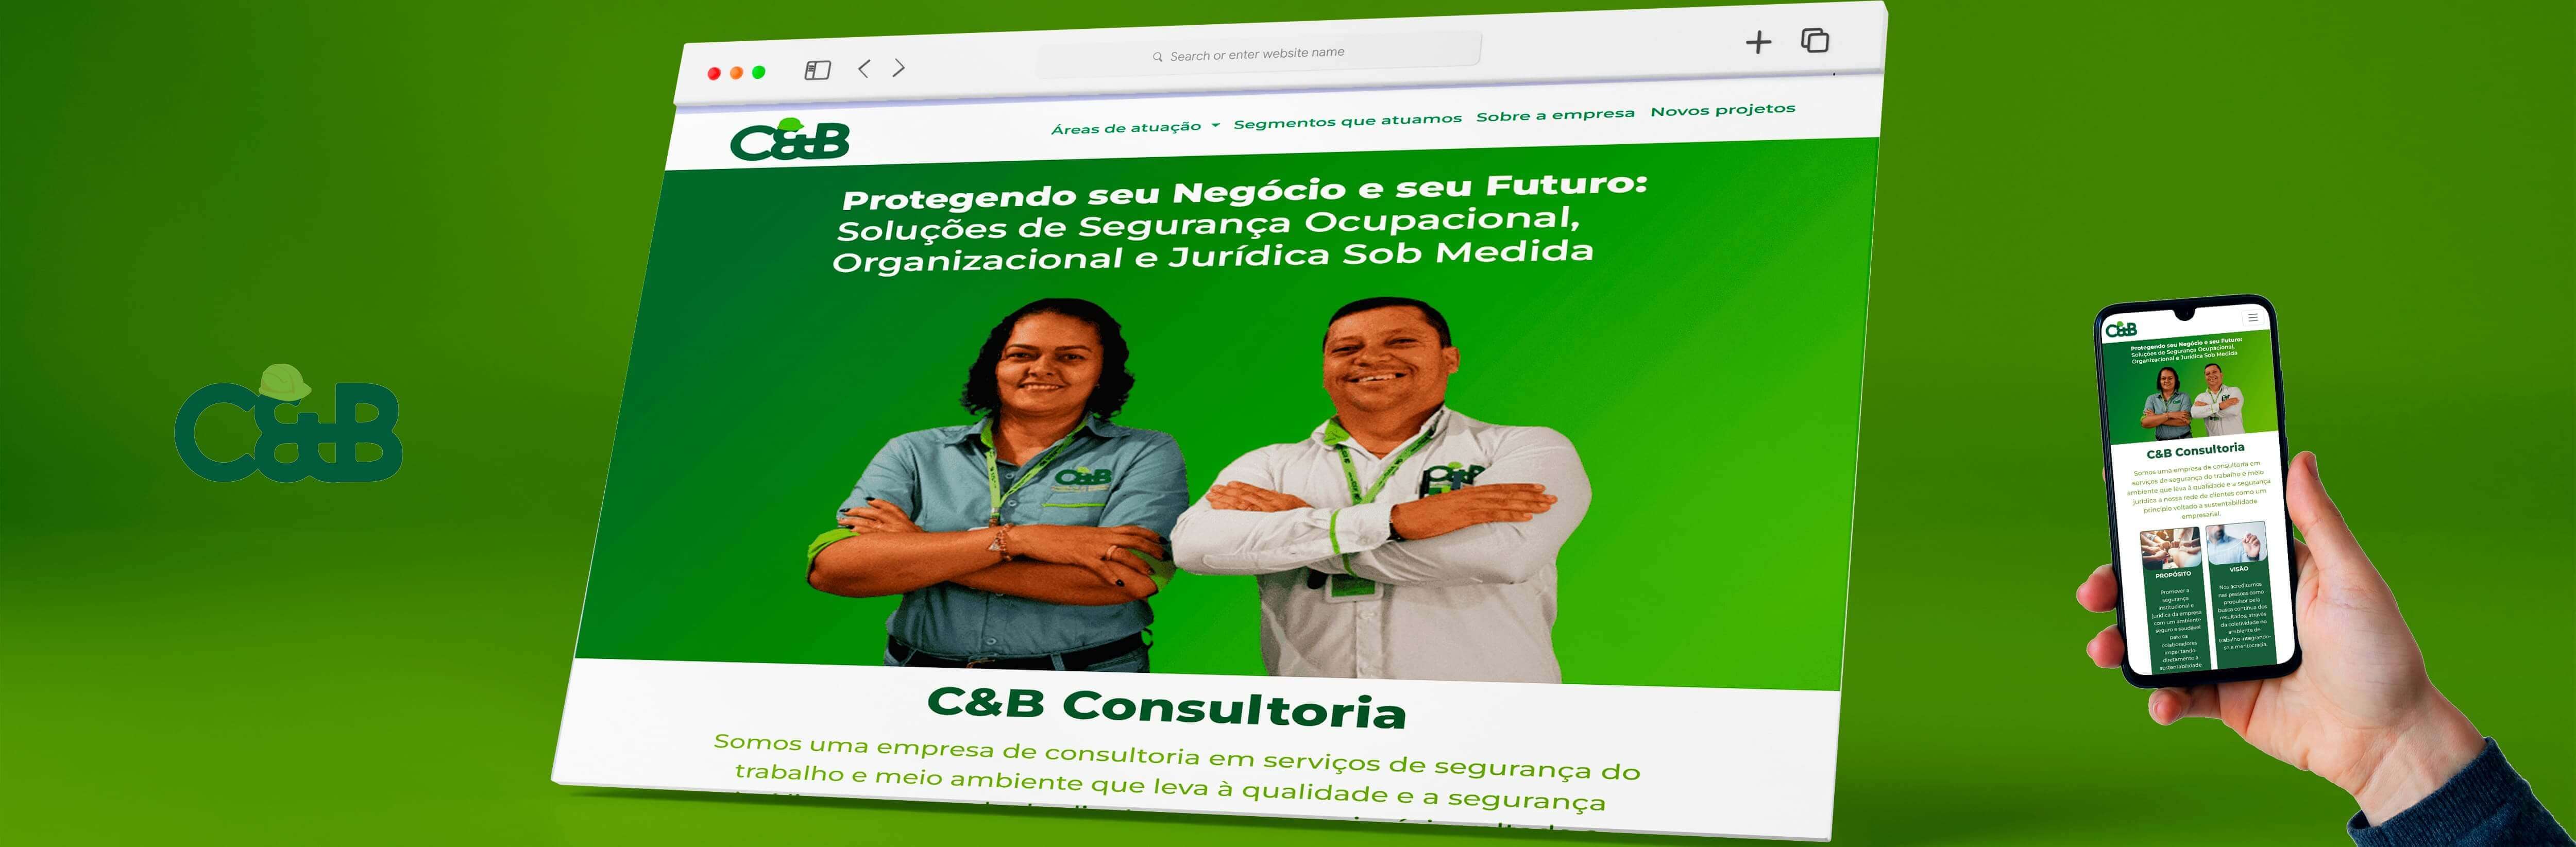 C&B
Search or enter website name
C&B
Áreas de atuação
Segmentos que atuamos
Sobre a empresa
Novos projetos
Protegendo seu Negócio e seu Futuro:
Soluções de Segurança Ocupacional,
Organizacional e Jurídica Sob Medida
C&B
C&B
C&B Consultoria
Somos uma empresa de consultoria em serviços de segurança do
trabalho e meio ambiente que leva à qualidade e a segurança
C&B
Protegendo seu Negócio e seu Futuro:
Soluções de Segurança Ocupacional,
Organizacional e Jurídica Sob Medida
C&B Consultoria
Somos uma empresa de consultoria em
serviços de segurança do trabalho e meio
ambiente que leva à qualidade e a segurança
jurídica a nossa rede de clientes como um
princípio voltado a sustentabilidade
empresarial.
PROPÓSITO
Promover a
segurança
institucional e
jurídica da empresa
com um ambiente
seguro e saudável
para os
colaboradores
impactando
diretamente a
sustentabilidade.
VISÃO
Nós acreditamos
nas pessoas como
propulsor pela
busca contínua dos
resultados, através
da coletividade no
ambiente de
trabalho integrando-
se a meritocracia.